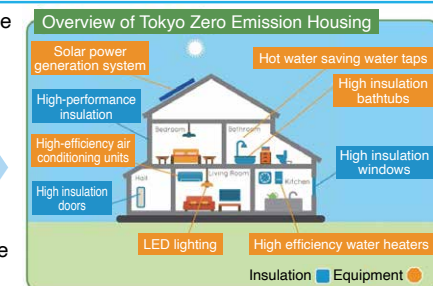 e
Overview of Tokyo Zero Emission Housing
Solar power
generation system
Hot water saving water taps
High-performance
insulation
High insulation
bathtubs
High-efficiency air
conditioning units
High insulation
windows
High insulation
doors
Bedroom
Bathroom
Hall
Living Room
Kitchen
LED lighting
High efficiency water heaters
e
Insulation
Equipment